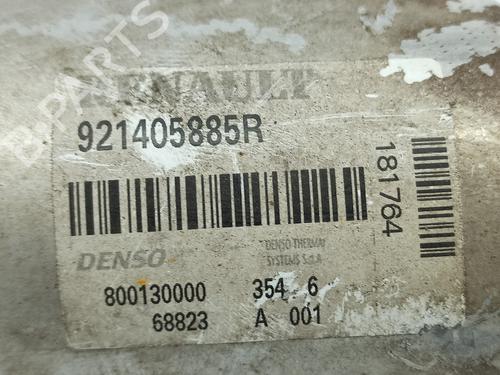 B-PARTS
RENAULT
921405885R
181764
DENSO
DENSO THERMAL
SYSTEMS S.p.A
800130000 354 6
68823 A 001